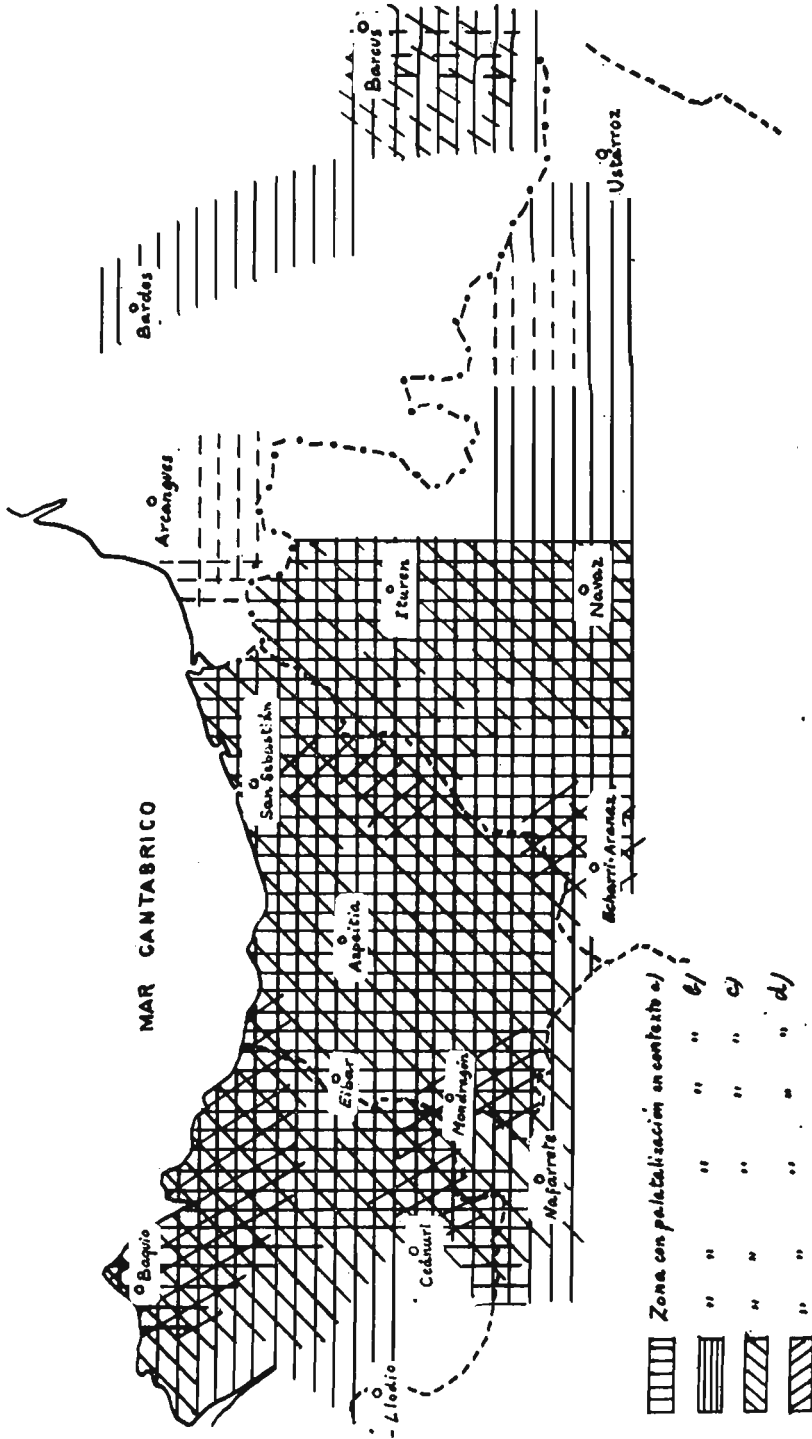 MAR CANTABRICO
Bardos
Barcus
Arcangues
San Sebastián
Baquio
Azpeitia
Ituren
Eibar
Llodio
Ceánuri
Mondragón
Ustárroz
Nafarrete
Echarri-Aranaz
Navaz
Zona con palatalización en contexto a)
" " " " " b)
" " " " " c)
" " " " " d)